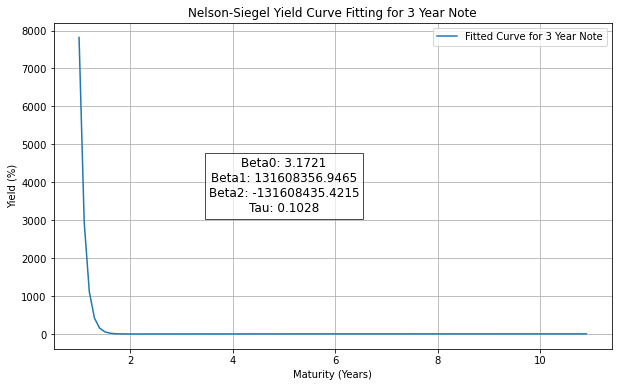 Nelson-Siegel Yield Curve Fitting for 3 Year Note
Fitted Curve for 3 Year Note
8000
7000
6000
5000
4000
3000
2000
1000
0
Yield (%)
Beta0: 3.1721
Beta1: 131608356.9465
Beta2: -131608435.4215
Tau: 0.1028
2
4
6
8
10
Maturity (Years)